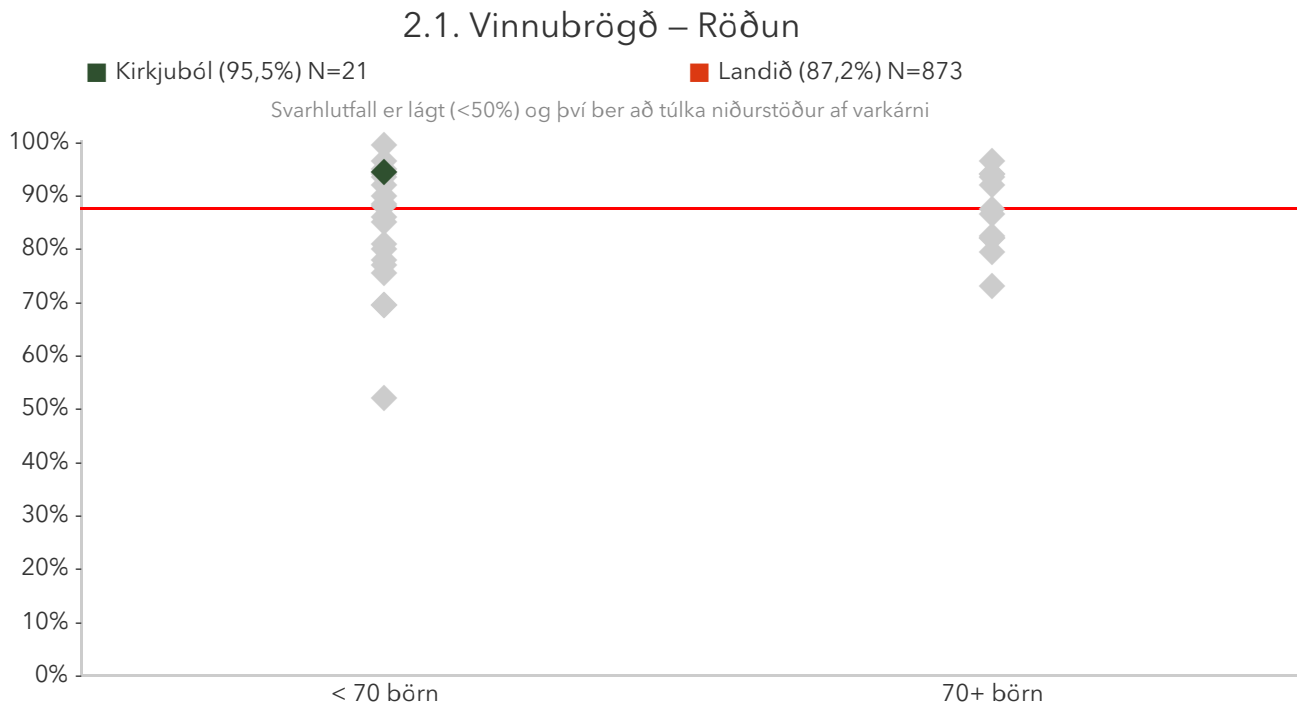 2.1. Vinnubrögð – Röðun
Kirkjuból (95,5%) N=21
Landið (87,2%) N=873
Svarhlutfall er lágt (<50%) og því ber að túlka niðurstöður af varkárni
100%
90%
80%
70%
60%
50%
40%
30%
20%
10%
0%
< 70 börn
70+ börn